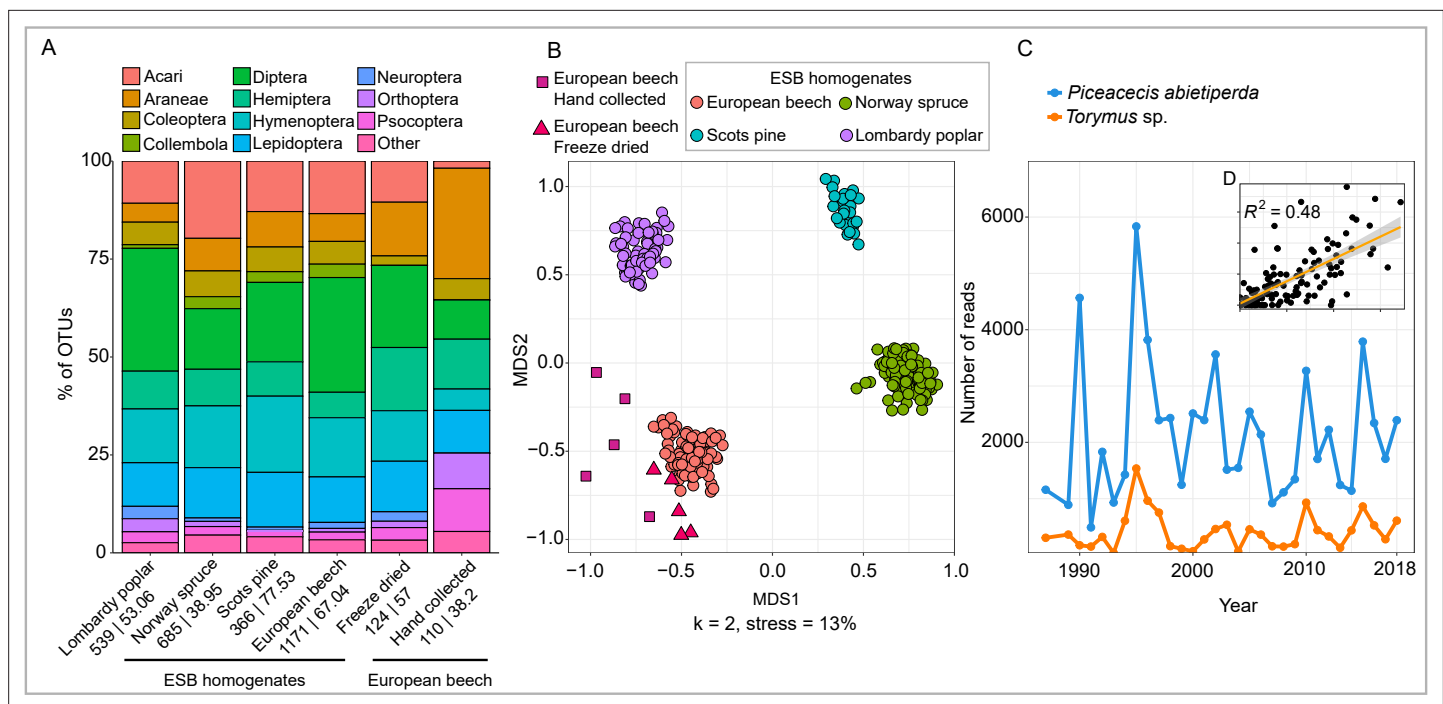 A
Acari
Araneae
Coleoptera
Collembola
Diptera
Hemiptera
Hymenoptera
Lepidoptera
Neuroptera
Orthoptera
Psocoptera
Other
% of OTUs
100
75
50
25
0
Lombardy poplar
539 | 53.06
Norway spruce
685 | 38.95
Scots pine
366 | 77.53
European beech
1171 | 67.04
Freeze dried
124 | 57
Hand collected
110 | 38.2
ESB homogenates
European beech
B
European beech
Hand collected
European beech
Freeze dried
ESB homogenates
European beech
Norway spruce
Scots pine
Lombardy poplar
MDS2
1.0
0.5
0.0
−0.5
−1.0
−1.0
−0.5
0.0
0.5
1.0
MDS1
k = 2, stress = 13%
C
Piceacecis abietiperda
Torymus sp.
Number of reads
6000
4000
2000
D
R² = 0.48
1990
2000
2010
2018
Year